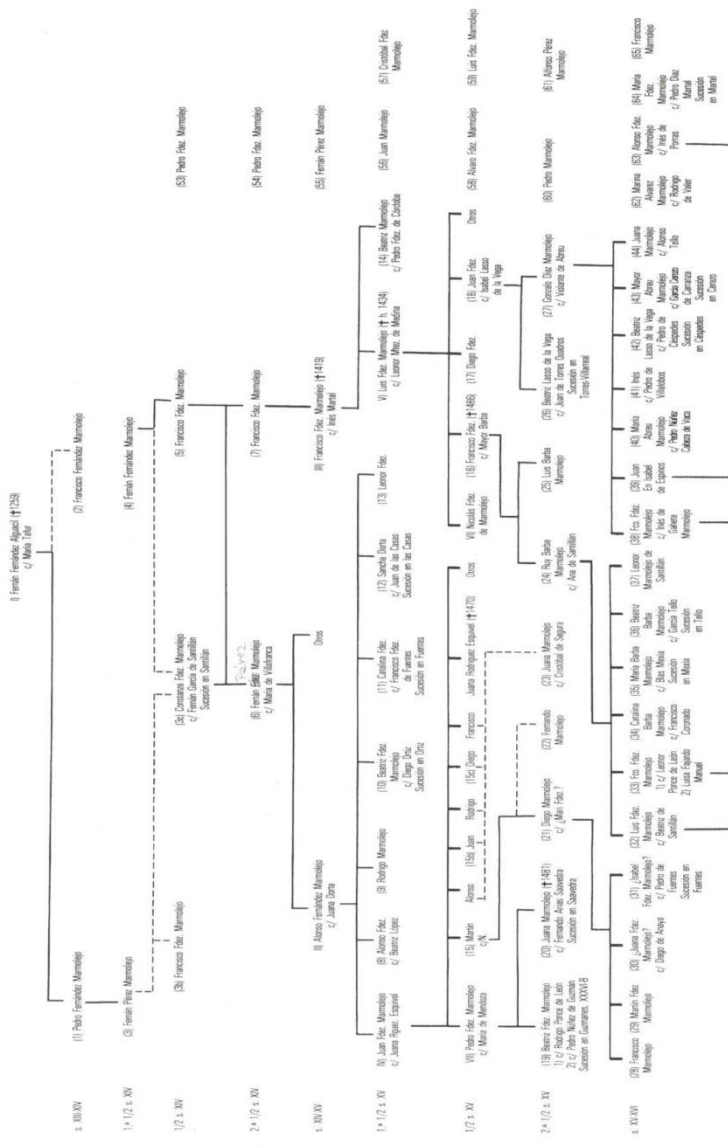 I) Fernán Fernández Alguacil (✝1259)
c/ María Tafur
s. XIII-XIV
(1) Pedro Fernández Marmolejo
(2) Francisco Fernández Marmolejo
1.ª 1/2 s. XIV
(3) Fernán Pérez Marmolejo
(4) Fernán Fernández Marmolejo
1/2 s. XIV
(3b) Francisco Fdez. Marmolejo
(3c) Constanza Fdez. Marmolejo
c/ Fernán García de Santillán
Sucesión en Santillán
(5) Francisco Fdez. Marmolejo
(53) Pedro Fdez. Marmolejo
2.ª 1/2 s. XIV
(6) Fernán Marmolejo
c/ María de Villafranca
(7) Francisco Fdez. Marmolejo
(54) Pedro Fdez. Marmolejo
s. XIV-XV
II) Alonso Fernández Marmolejo
c/ Juana Dorta
Otros
III) Francisco Fdez. Marmolejo (✝1419)
c/ Inés Martel
(55) Fernán Pérez Marmolejo
1.ª 1/2 s. XV
IV) Juan Fdez. Marmolejo
c/ Juana Rguez. Esquivel
(8) Alonso Fdez.
c/ Beatriz López
(9) Rodrigo Marmolejo
(10) Beatriz Fdez.
Marmolejo
c/ Diego Ortiz
Sucesión en Ortiz
(11) Catalina Fdez.
c/ Francisco Fdez.
de Fuentes
Sucesión en Fuentes
(12) Sancha Dorta
c/ Juan de las Casas
Sucesión en las Casas
(13) Leonor Fdez.
V) Luis Fdez. Marmolejo (✝ h. 1434)
c/ Leonor Mtez. de Medina
(14) Beatriz Marmolejo
c/ Pedro Fdez. de Córdoba
(56) Juan Marmolejo
(57) Cristóbal Fdez.
Marmolejo
1/2 s. XV
VII) Pedro Fdez. Marmolejo
c/ María de Mendoza
(15) Martín
c/N.
Alonso
(15b) Juan
Rodrigo
(15c) Diego
Francisco
Juana Rodríguez Esquivel (✝1470)
Otros
VI) Nicolás Fdez.
de Marmolejo
(16) Francisco Fdez. (✝1486)
c/ Mayor Barba
(17) Diego Fdez.
(18) Juan Fdez.
c/ Isabel Lasso
de la Vega
Otros
(58) Alvaro Fdez. Marmolejo
(59) Luis Fdez. Marmolejo
2.ª 1/2 s. XV
(19) Beatriz Fdez. Marmolejo
1) c/ Rodrigo Ponce de León
2) c/ Pedro Núñez de Guzmán
Sucesión en Guzmanes, XXXVI-B
(20) Juana Marmolejo (✝1481)
c/ Fernando Arias Saavedra
Sucesión en Saavedra
(21) Diego Marmolejo
c/ ¿Mari Fdez.?
(22) Fernando
Marmolejo
(23) Juana Marmolejo
c/ Cristóbal de Segura
(24) Ruy Barba
Marmolejo
c/ Ana de Santillán
(25) Luis Barba
Marmolejo
(26) Beatriz Lasso de la Vega
c/ Juan de Torres Quadros
Sucesión en
Torres-Villarreal
(27) Gonzalo Díaz Marmolejo
c/ Violante de Abreu
(60) Pedro Marmolejo
(61) Alfonso Pérez
Marmolejo
s. XV-XVI
(28) Francisco
Marmolejo
(29) Martín Fdez.
Marmolejo
(30) ¿Juana Fdez.
Marmolejo?
c/ Diego de Anaya
(31) ¿Isabel
Fdez. Marmolejo?
c/ Pedro de
Fuentes
Sucesión en
Fuentes
(32) Luis Fdez.
Marmolejo
c/ Beatriz de
Santillán
(33) Fco. Fdez.
Marmolejo
1) c/ Leonor
Ponce de León
2) Luisa Fajardo
Manuel
(34) Catalina
Barba
Marmolejo
c/ Francisco
Coronado
(35) María Barba
Marmolejo
c/ Blas Mexía
Sucesión
en Mexía
(36) Beatriz
Barba
Marmolejo
c/ García Tello
Sucesión
en Tello
(37) Leonor
Marmolejo de
Santillán
(38) Fco. Fdez.
Marmolejo
c/ Inés de
Gahete
Marmolejo
(39) Juan
En Isabel
de Espinos
(40) María
Abreu
Marmolejo
c/ Pedro Núñez
Cabeza de Vaca
(41) Inés
c/ Pedro de
Villalobos
(42) Beatriz
Lasso de la Vega
c/ Pedro de
Céspedes
Sucesión
en Céspedes
(43) Mayor
Abreu
Marmolejo
c/ García Cerezo
de Carranza
Sucesión
en Cerezo
(44) Juana
Marmolejo
c/ Alonso
Tello
(62) Marina
Alvarez
Marmolejo
c/ Rodrigo
de Valer
(63) Alonso Fdez.
Marmolejo
c/ Inés de
Porras
(64) María
Fdez.
Marmolejo
c/ Pedro Díaz
Martel
Sucesión
en Martel
(65) Francisco
Marmolejo